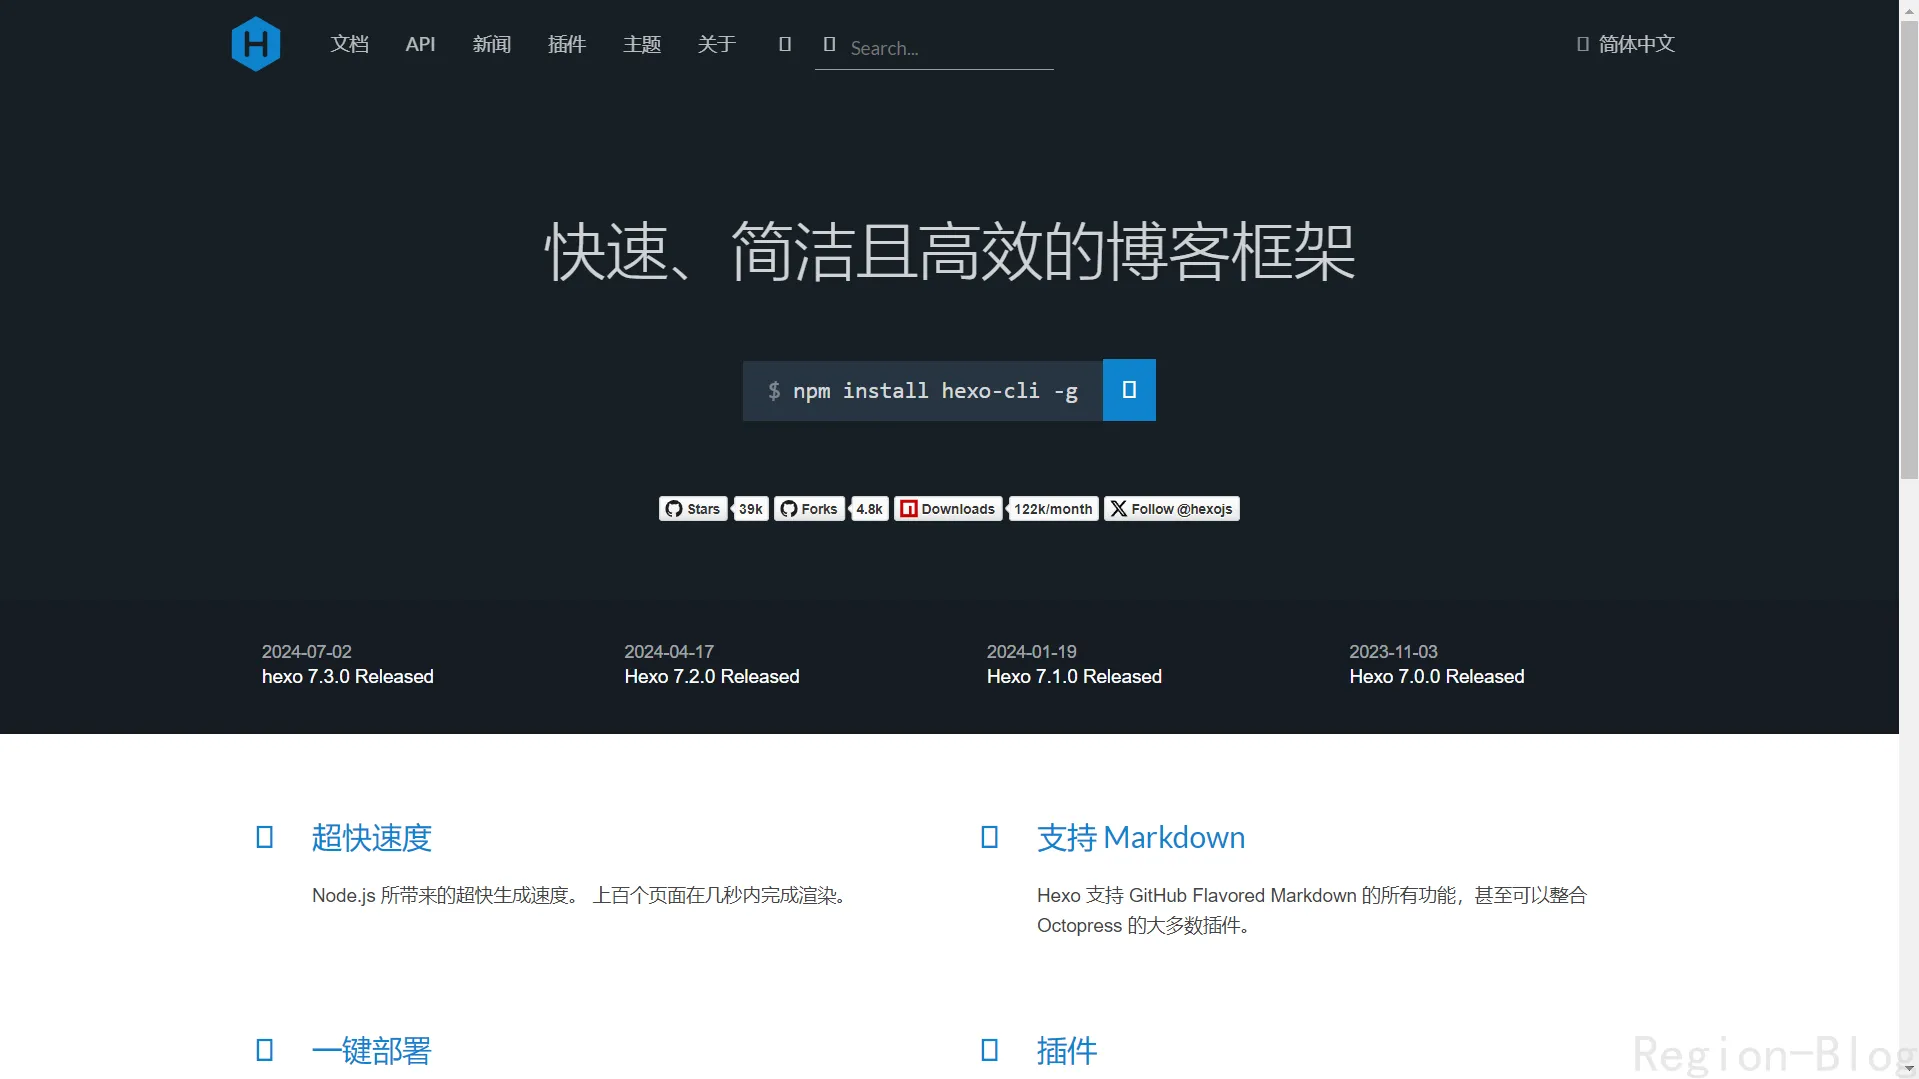 文档 API 新闻 插件 主题 关于 Search... 简体中文
快速、简洁且高效的博客框架
$ npm install hexo-cli -g
Stars 39k Forks 4.8k Downloads 122k/month Follow @hexojs
2024-07-02
hexo 7.3.0 Released
2024-04-17
Hexo 7.2.0 Released
2024-01-19
Hexo 7.1.0 Released
2023-11-03
Hexo 7.0.0 Released
超快速度
Node.js 所带来的超快生成速度。 上百个页面在几秒内完成渲染。
支持 Markdown
Hexo 支持 GitHub Flavored Markdown 的所有功能，甚至可以整合
Octopress 的大多数插件。
一键部署
插件
Region-Blog